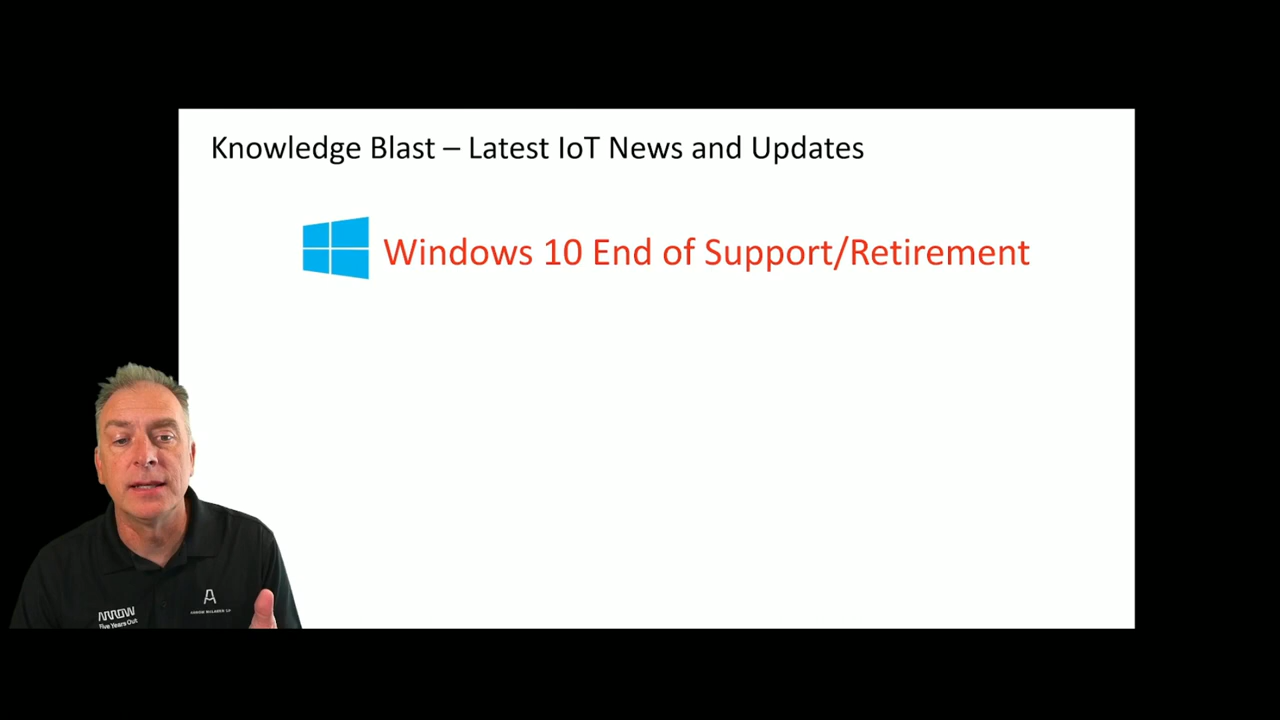 Knowledge Blast – Latest IoT News and Updates
Windows 10 End of Support/Retirement
ARROW
Five Years Out